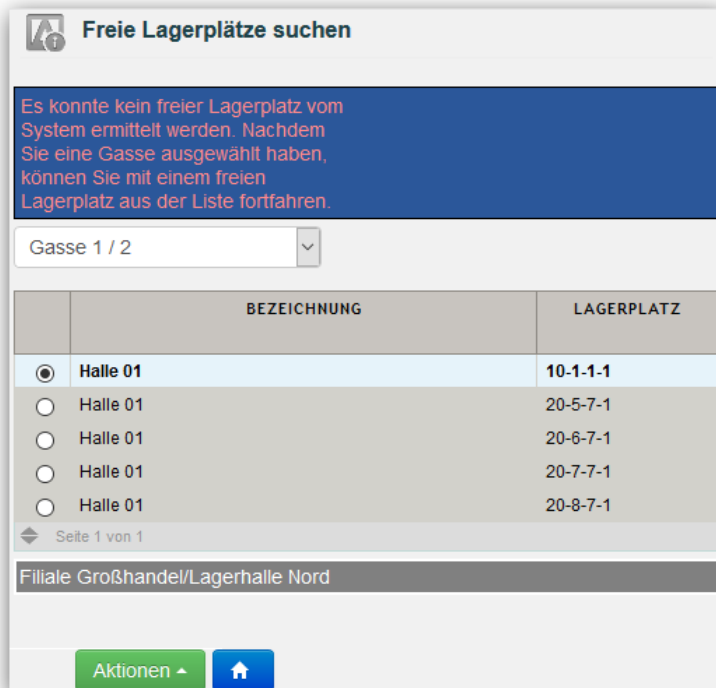 Freie Lagerplätze suchen
Es konnte kein freier Lagerplatz vom
System ermittelt werden. Nachdem
Sie eine Gasse ausgewählt haben,
können Sie mit einem freien
Lagerplatz aus der Liste fortfahren.
Gasse 1 / 2
BEZEICHNUNG LAGERPLATZ
Halle 01 10-1-1-1
Halle 01 20-5-7-1
Halle 01 20-6-7-1
Halle 01 20-7-7-1
Halle 01 20-8-7-1
Seite 1 von 1
Filiale Großhandel/Lagerhalle Nord
Aktionen